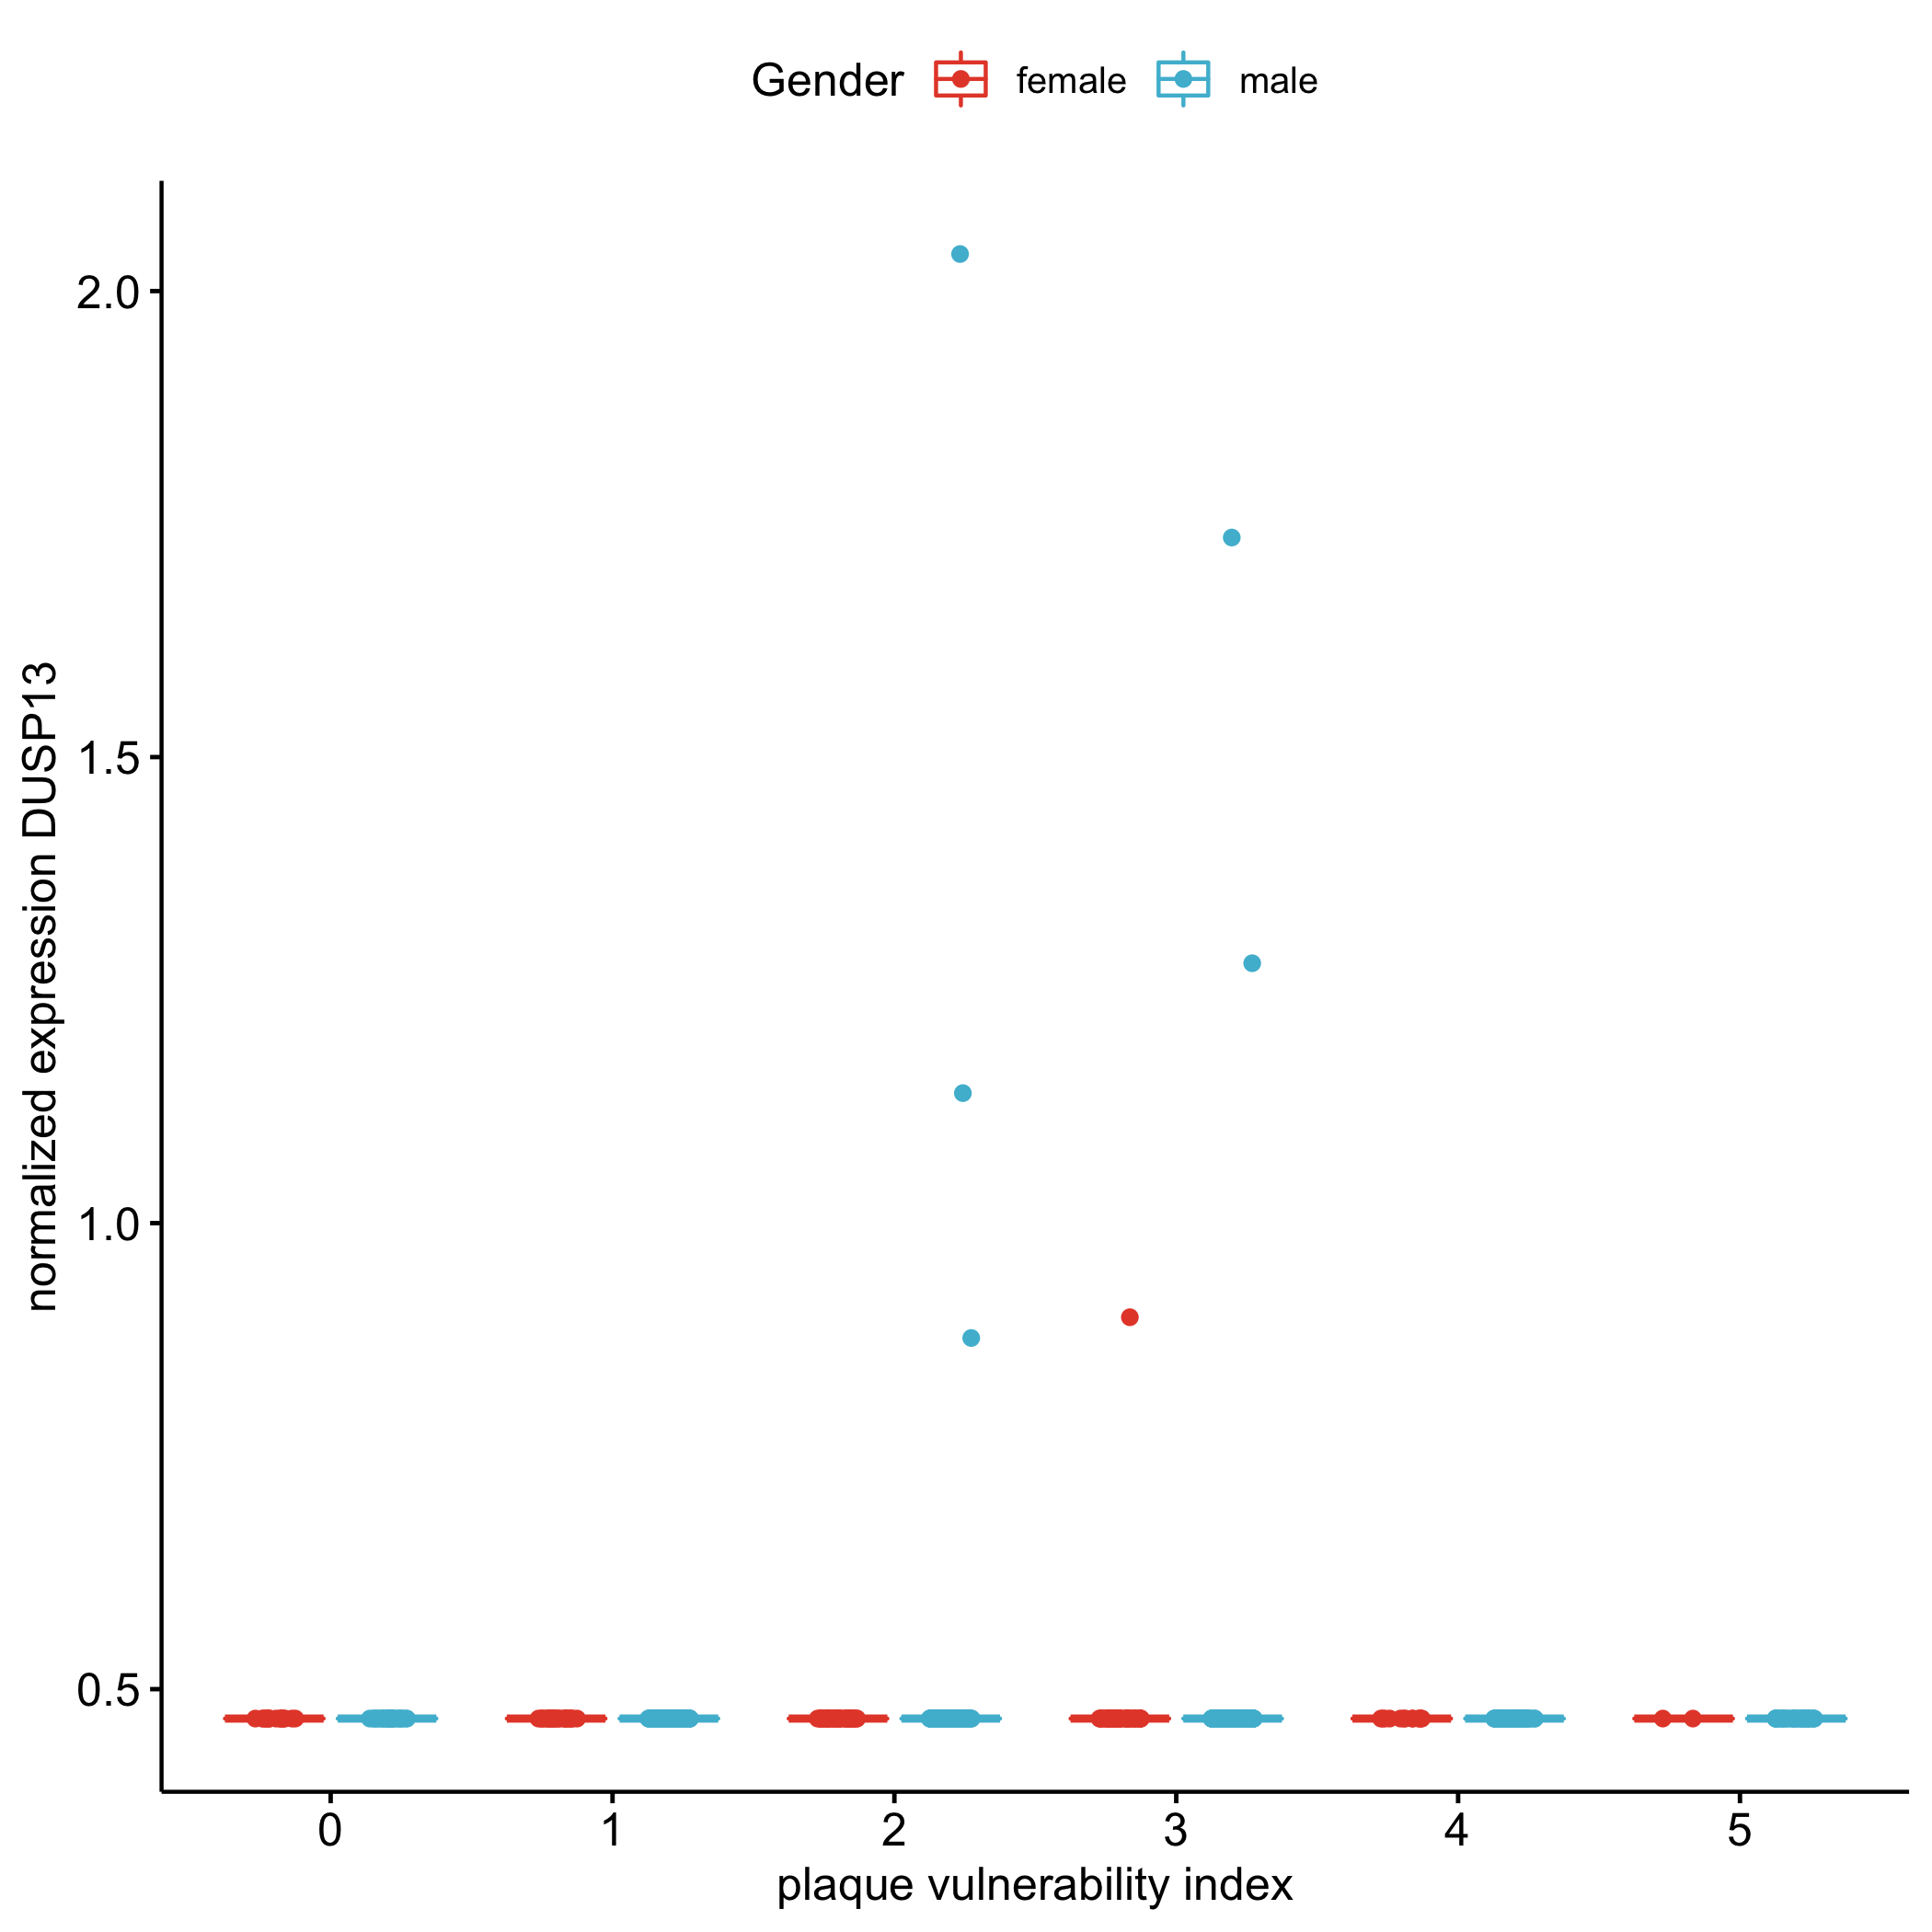 Gender female male
normalized expression DUSP13
2.0
1.5
1.0
0.5
0 1 2 3 4 5
plaque vulnerability index